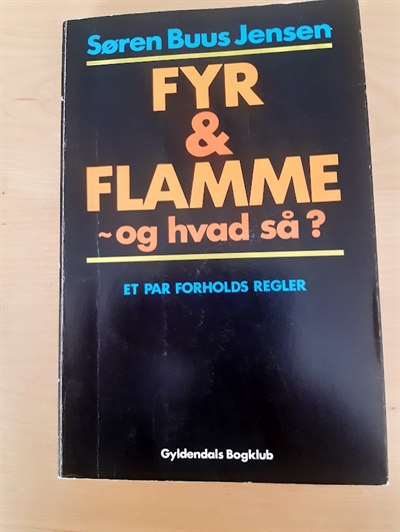 Søren Buus Jensen
FYR
&
FLAMME
~og hvad så?
ET PAR FORHOLDS REGLER
Gyldendals Bogklub